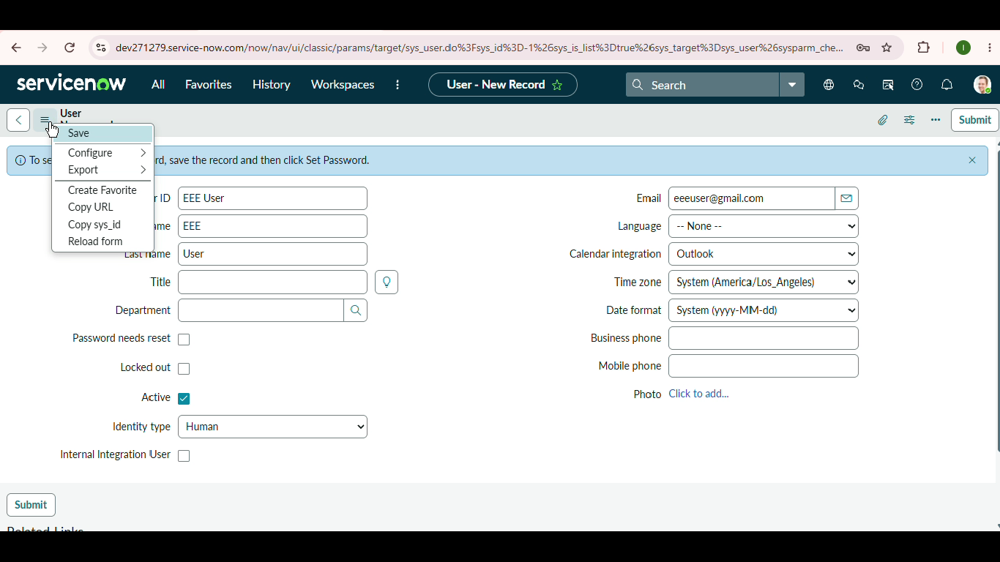 dev271279.service-now.com/now/nav/ui/classic/params/target/sys_user.do%3Fsys_id%3D-1%26sys_is_list%3Dtrue%26sys_target%3Dsys_user%26sysparm_che...
I
servicenow
All
Favorites
History
Workspaces
User - New Record
Search
User
Submit
Save
Configure
Export
Create Favorite
Copy URL
Copy sys_id
Reload form
To se
rd, save the record and then click Set Password.
r ID
EEE User
ame
EEE
Last name
User
Title
Department
Password needs reset
Locked out
Active
Identity type
Human
Internal Integration User
Email
eeeuser@gmail.com
Language
-- None --
Calendar integration
Outlook
Time zone
System (America/Los_Angeles)
Date format
System (yyyy-MM-dd)
Business phone
Mobile phone
Photo
Click to add...
Submit
Related Links